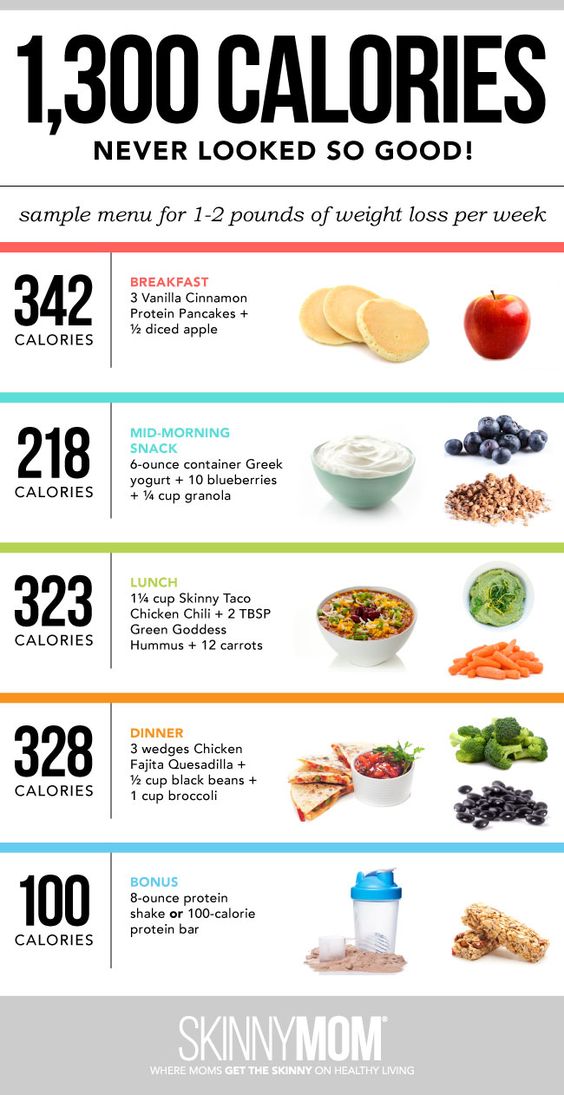 1,300 CALORIES
NEVER LOOKED SO GOOD!
sample menu for 1-2 pounds of weight loss per week
342
CALORIES
BREAKFAST
3 Vanilla Cinnamon
Protein Pancakes +
½ diced apple
218
CALORIES
MID-MORNING
SNACK
6-ounce container Greek
yogurt + 10 blueberries
+ ¼ cup granola
323
CALORIES
LUNCH
1¼ cup Skinny Taco
Chicken Chili + 2 TBSP
Green Goddess
Hummus + 12 carrots
328
CALORIES
DINNER
3 wedges Chicken
Fajita Quesadilla +
½ cup black beans +
1 cup broccoli
100
CALORIES
BONUS
8-ounce protein
shake or 100-calorie
protein bar
SKINNYMOM®
WHERE MOMS GET THE SKINNY ON HEALTHY LIVING